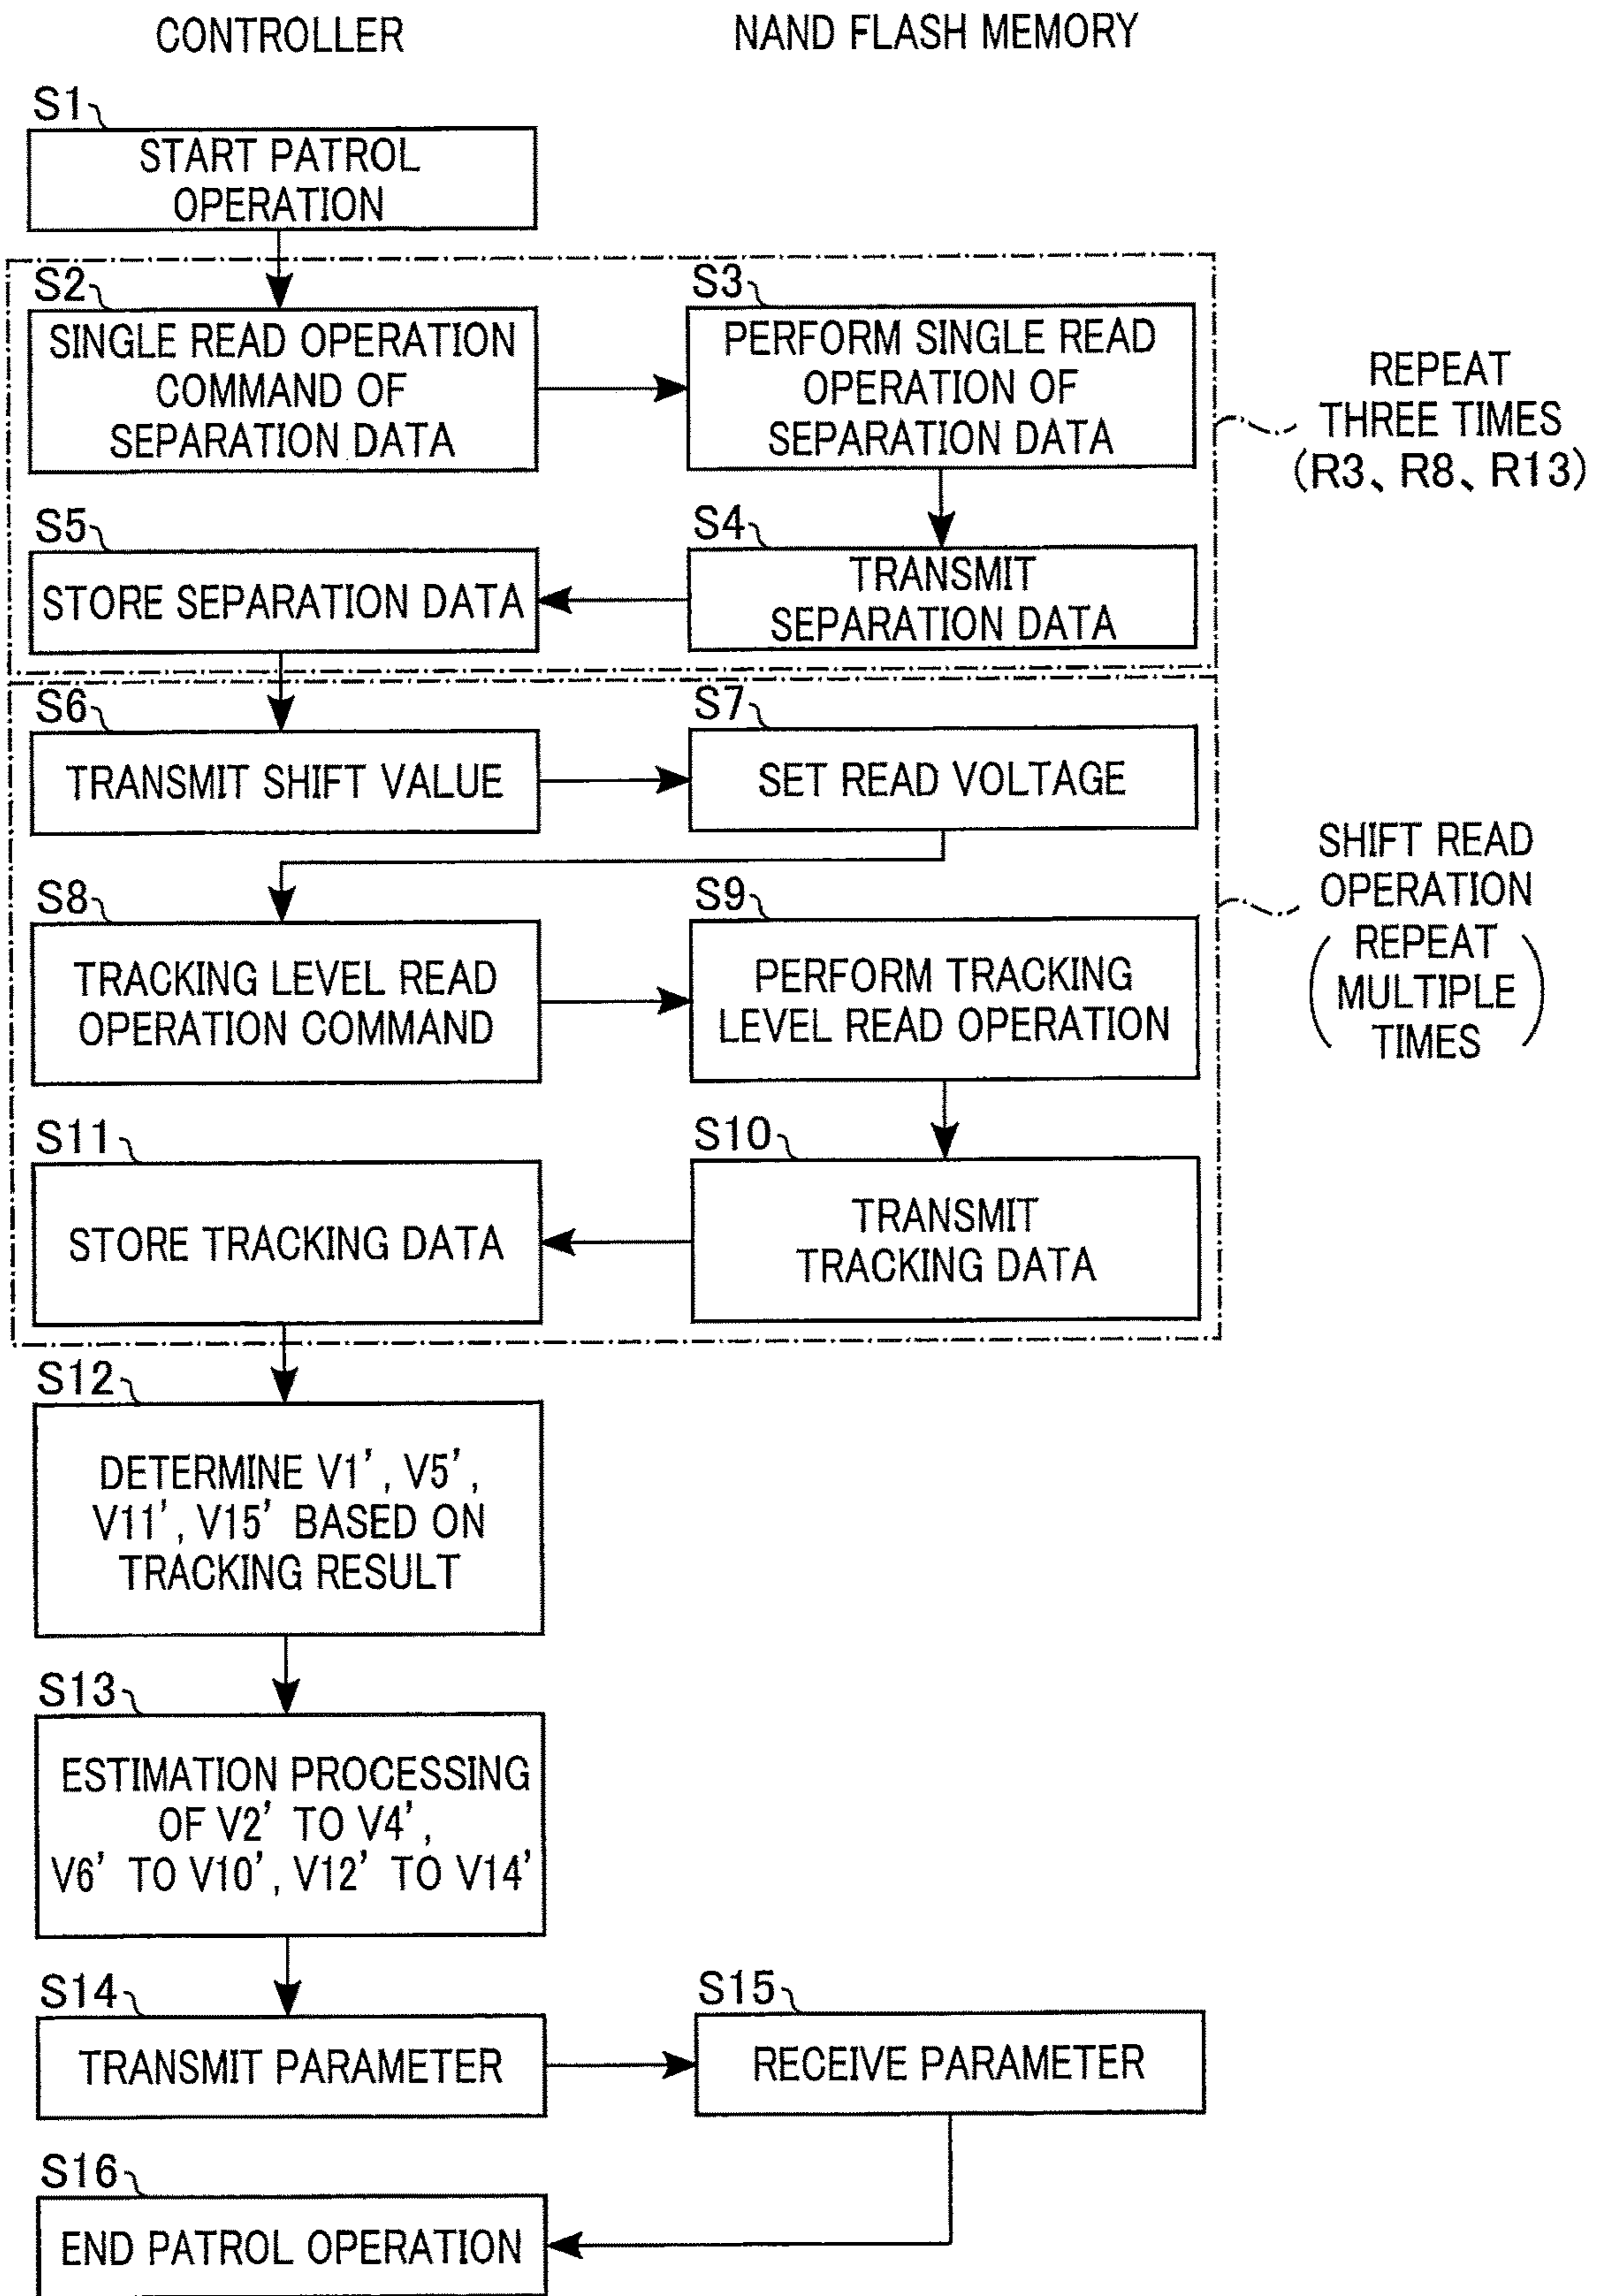 CONTROLLER
NAND FLASH MEMORY
S1
START PATROL
OPERATION
S2
SINGLE READ OPERATION
COMMAND OF
SEPARATION DATA
S3
PERFORM SINGLE READ
OPERATION OF
SEPARATION DATA
REPEAT
THREE TIMES
(R3、R8、R13)
S5
STORE SEPARATION DATA
S4
TRANSMIT
SEPARATION DATA
S6
TRANSMIT SHIFT VALUE
S7
SET READ VOLTAGE
SHIFT READ
OPERATION
(REPEAT
MULTIPLE
TIMES)
S8
TRACKING LEVEL READ
OPERATION COMMAND
S9
PERFORM TRACKING
LEVEL READ OPERATION
S11
STORE TRACKING DATA
S10
TRANSMIT
TRACKING DATA
S12
DETERMINE V1', V5',
V11', V15' BASED ON
TRACKING RESULT
S13
ESTIMATION PROCESSING
OF V2' TO V4',
V6' TO V10', V12' TO V14'
S14
TRANSMIT PARAMETER
S15
RECEIVE PARAMETER
S16
END PATROL OPERATION